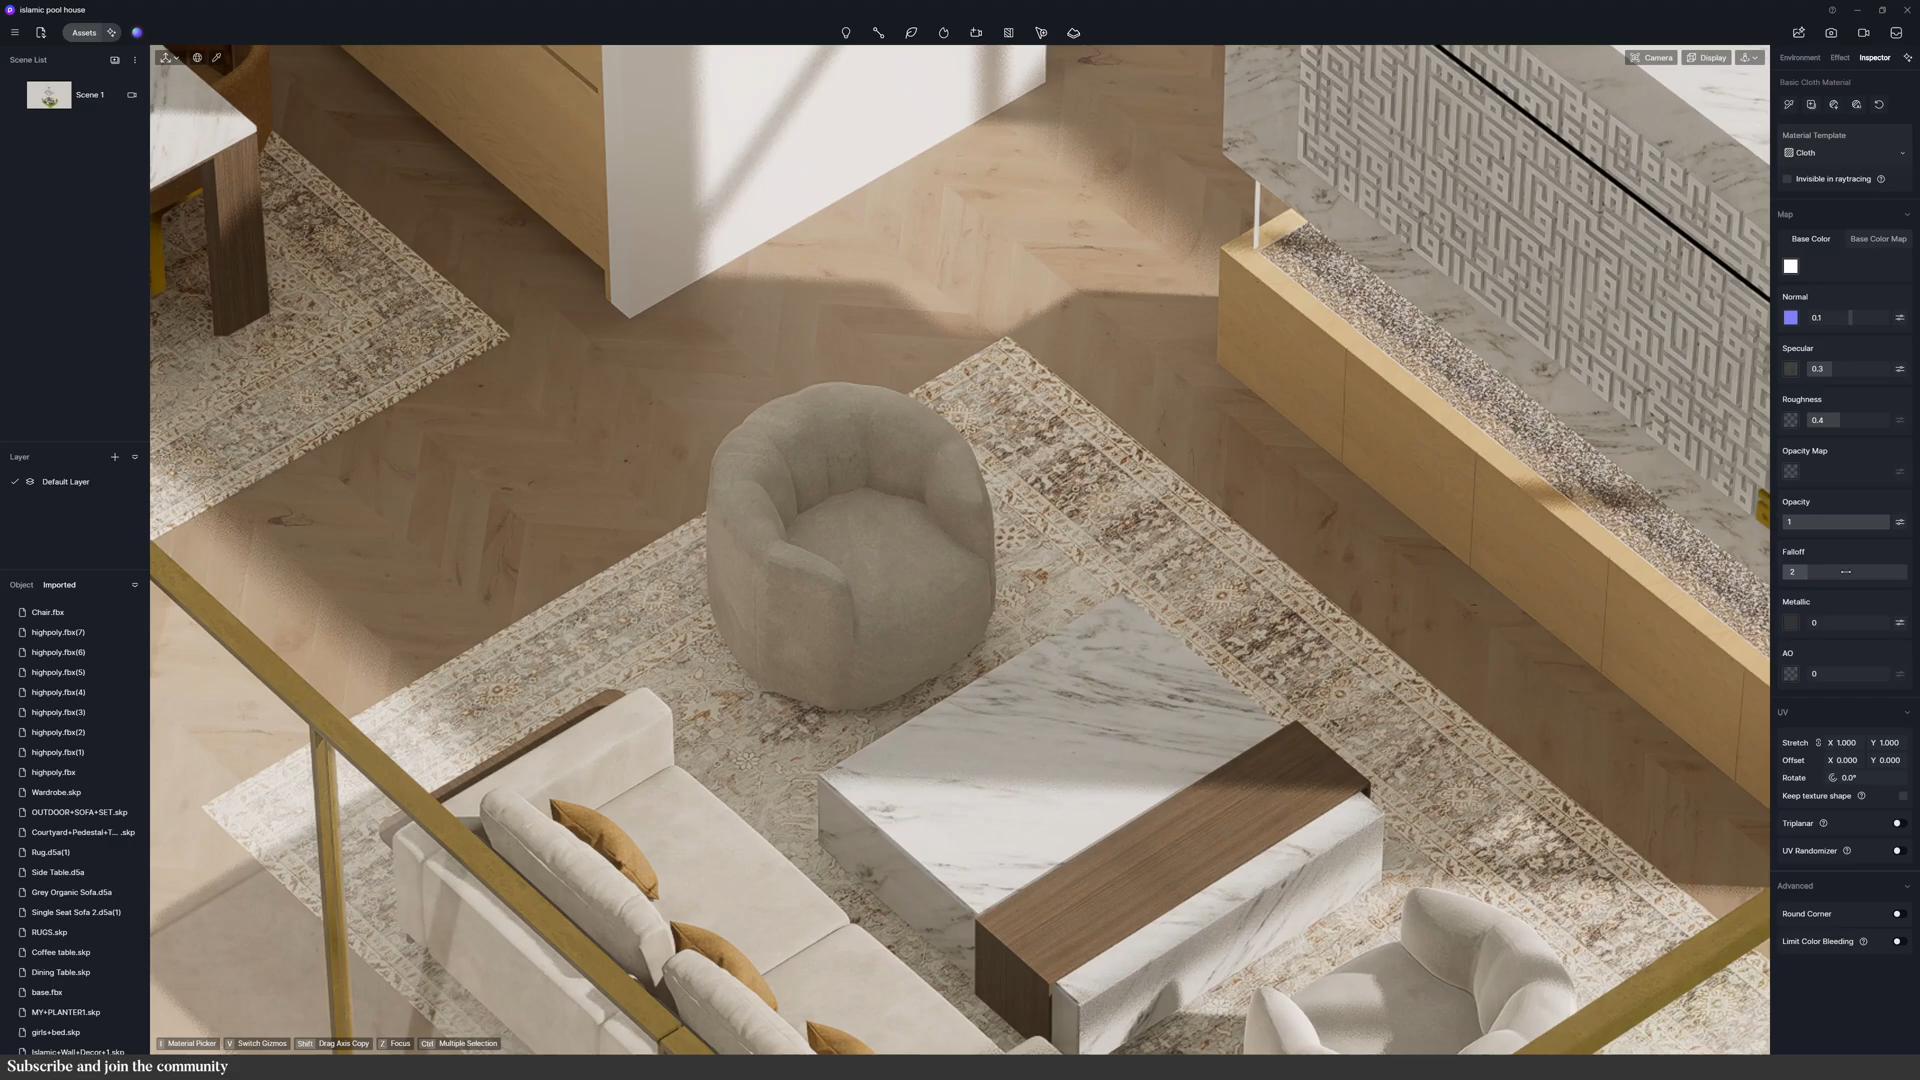 islamic pool house
Assets
Scene List
Scene 1
Layer
Default Layer
Object Imported
Chair.fbx
highpoly.fbx(7)
highpoly.fbx(6)
highpoly.fbx(5)
highpoly.fbx(4)
highpoly.fbx(3)
highpoly.fbx(2)
highpoly.fbx(1)
highpoly.fbx
Wardrobe.skp
OUTDOOR+SOFA+SET.skp
Courtyard+Pedestal+T... .skp
Rug.d5a(1)
Side Table.d5a
Grey Organic Sofa.d5a
Single Seat Sofa 2.d5a(1)
RUGS.skp
Coffee table.skp
Dining Table.skp
base.fbx
MY+PLANTER1.skp
girls+bed.skp
Islamic+Wall+Decor+1.skp
Camera Display
I Material Picker V Switch Gizmos Shift Drag Axis Copy Z Focus Ctrl Multiple Selection
Environment Effect Inspector
Basic Cloth Material
Material Template
Cloth
Invisible in raytracing
Map
Base Color Base Color Map
Normal
0.1
Specular
0.3
Roughness
0.4
Opacity Map
Opacity
1
Falloff
2
Metallic
0
AO
0
UV
Stretch X 1.000 Y 1.000
Offset X 0.000 Y 0.000
Rotate 0.0°
Keep texture shape
Triplanar
UV Randomizer
Advanced
Round Corner
Limit Color Bleeding
Subscribe and join the community